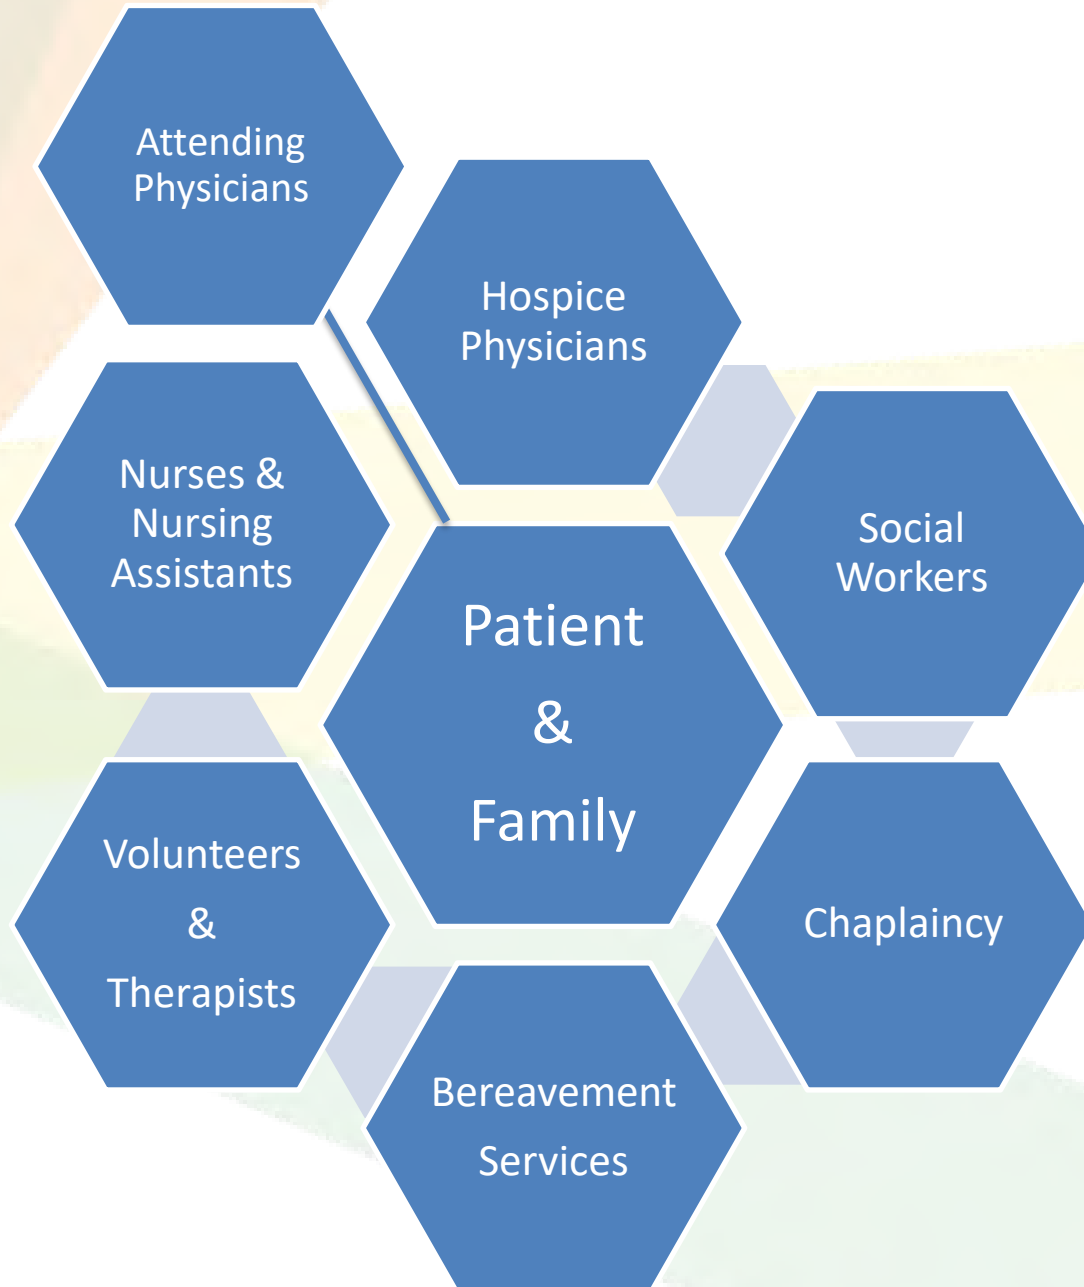 Attending
Physicians
Hospice
Physicians
Nurses &
Nursing
Assistants
Social
Workers
Patient
&
Family
Volunteers
&
Therapists
Chaplaincy
Bereavement
Services